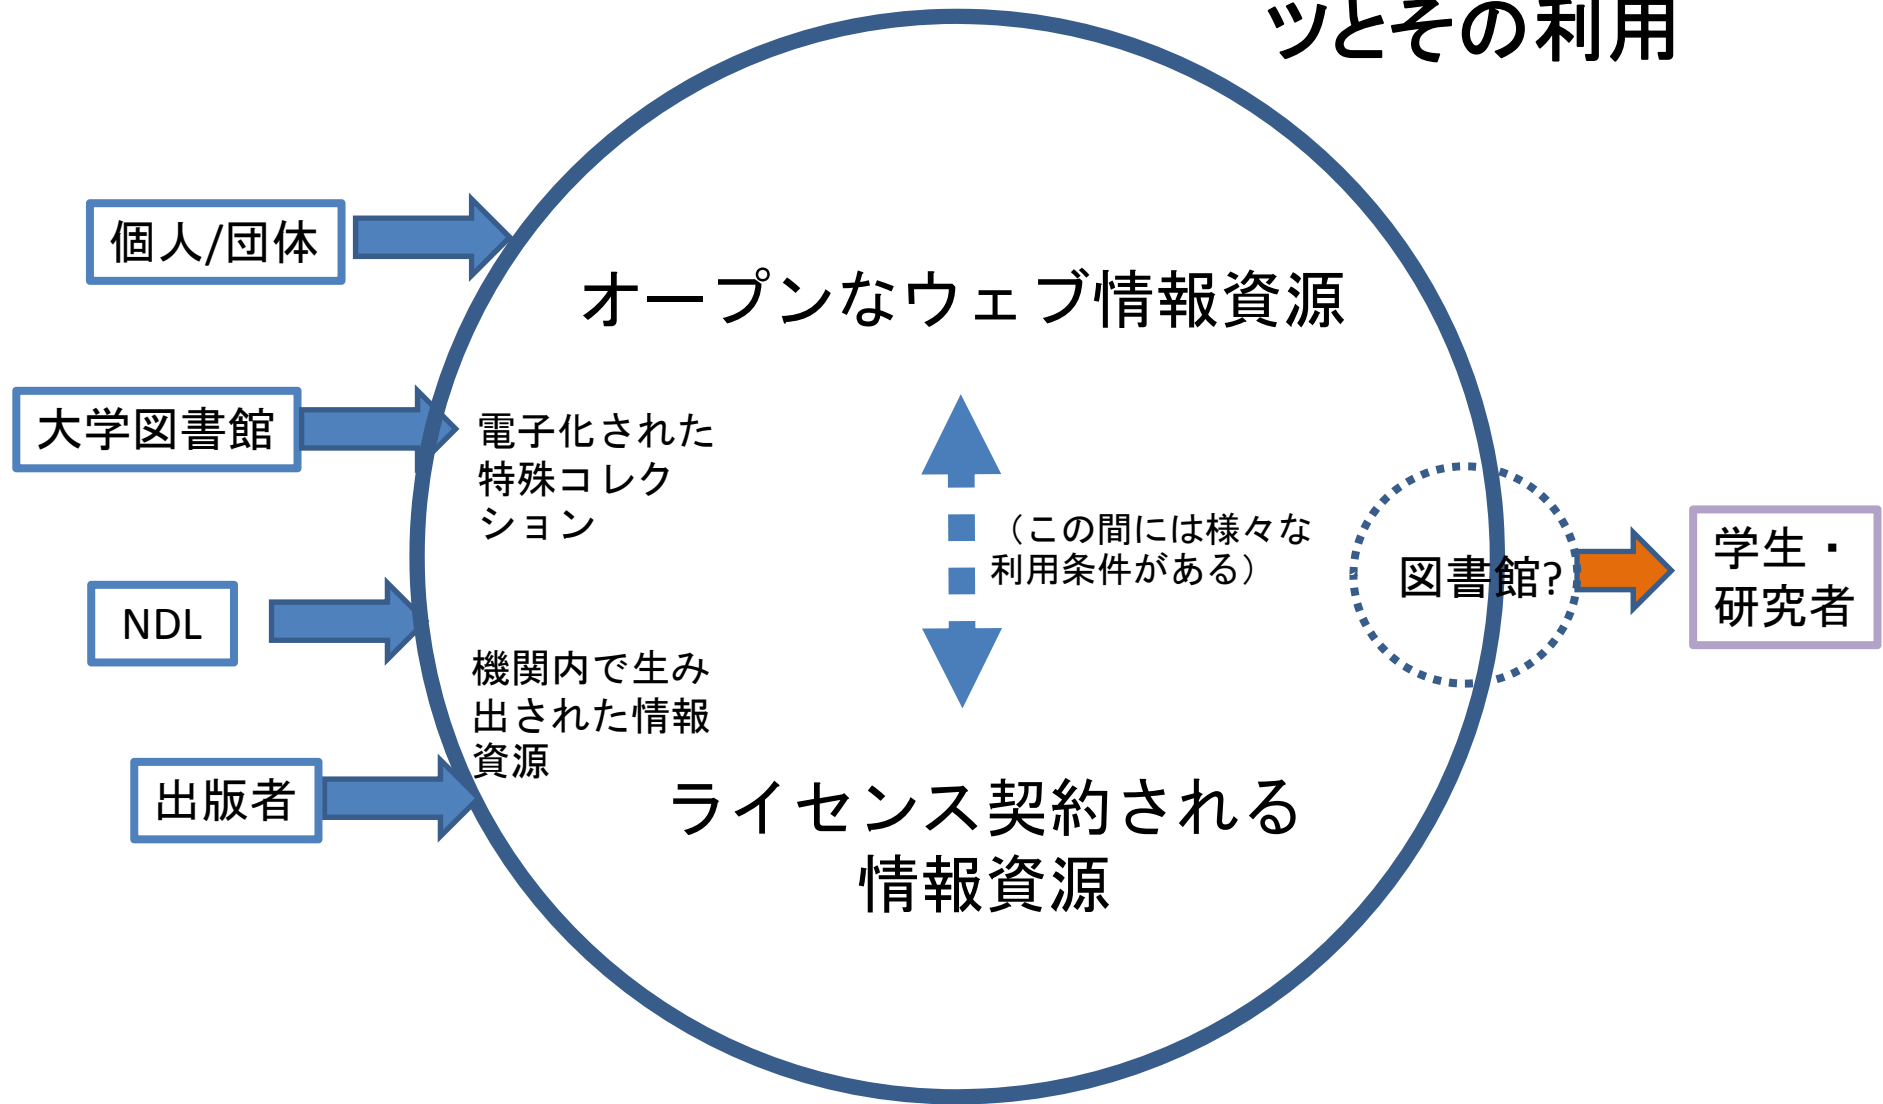 ツとその利用
個人/団体
オープンなウェブ情報資源
大学図書館
電子化された
特殊コレク
ション
（この間には様々な
利用条件がある）
図書館?
学生・
研究者
NDL
機関内で生み
出された情報
資源
出版者
ライセンス契約される
情報資源